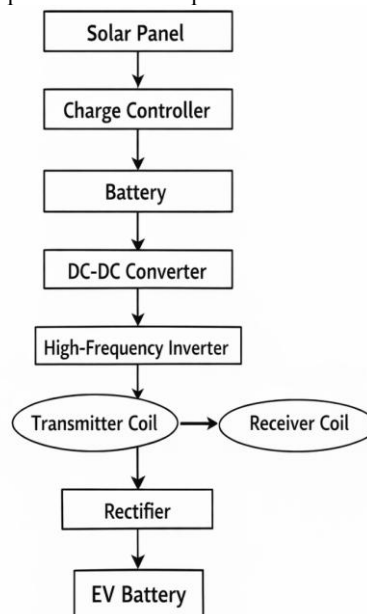 Solar Panel
Charge Controller
Battery
DC-DC Converter
High-Frequency Inverter
Transmitter Coil
Receiver Coil
Rectifier
EV Battery